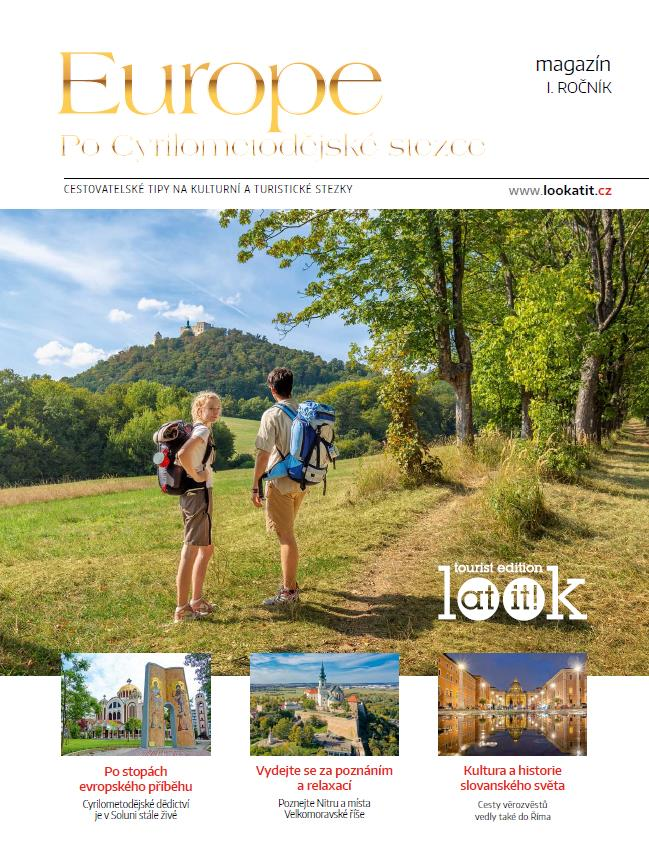 Europe
magazín
I. ROČNÍK
Po Cyrilometodějské stezce
CESTOVATELSKÉ TIPY NA KULTURNÍ A TURISTICKÉ STEZKY
www.lookatit.cz
tourist edition
look
at it!
Po stopách
evropského příběhu
Cyrilometodějské dědictví
je v Soluni stále živé
Vydejte se za poznáním
a relaxací
Poznejte Nitru a místa
Velkomoravské říše
Kultura a historie
slovanského světa
Cesty věrozvěstů
vedly také do Říma